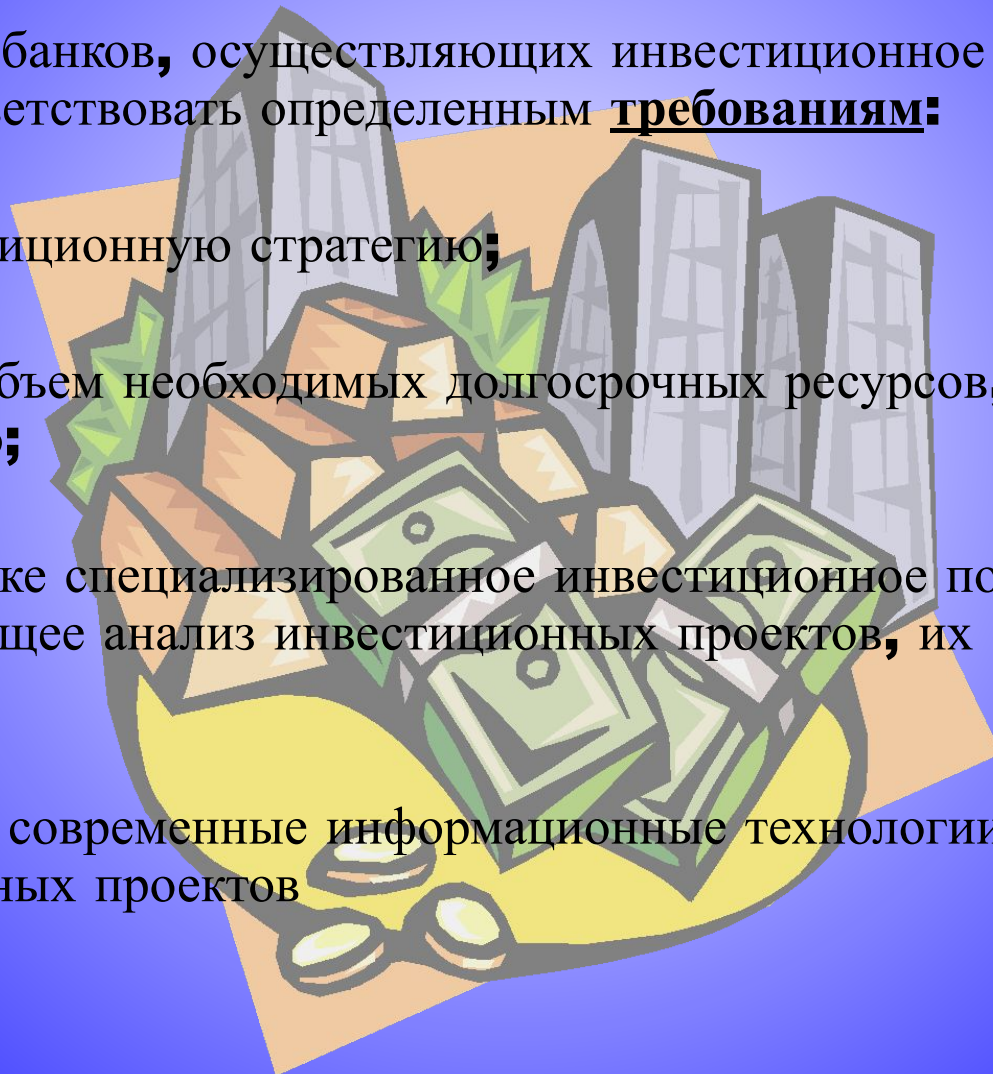 банков, осуществляющих инвестиционное
етствовать определенным требованиям:
иционную стратегию;
бъем необходимых долгосрочных ресурсов,
;
ке специализированное инвестиционное по
щее анализ инвестиционных проектов, их
современные информационные технологии
ных проектов